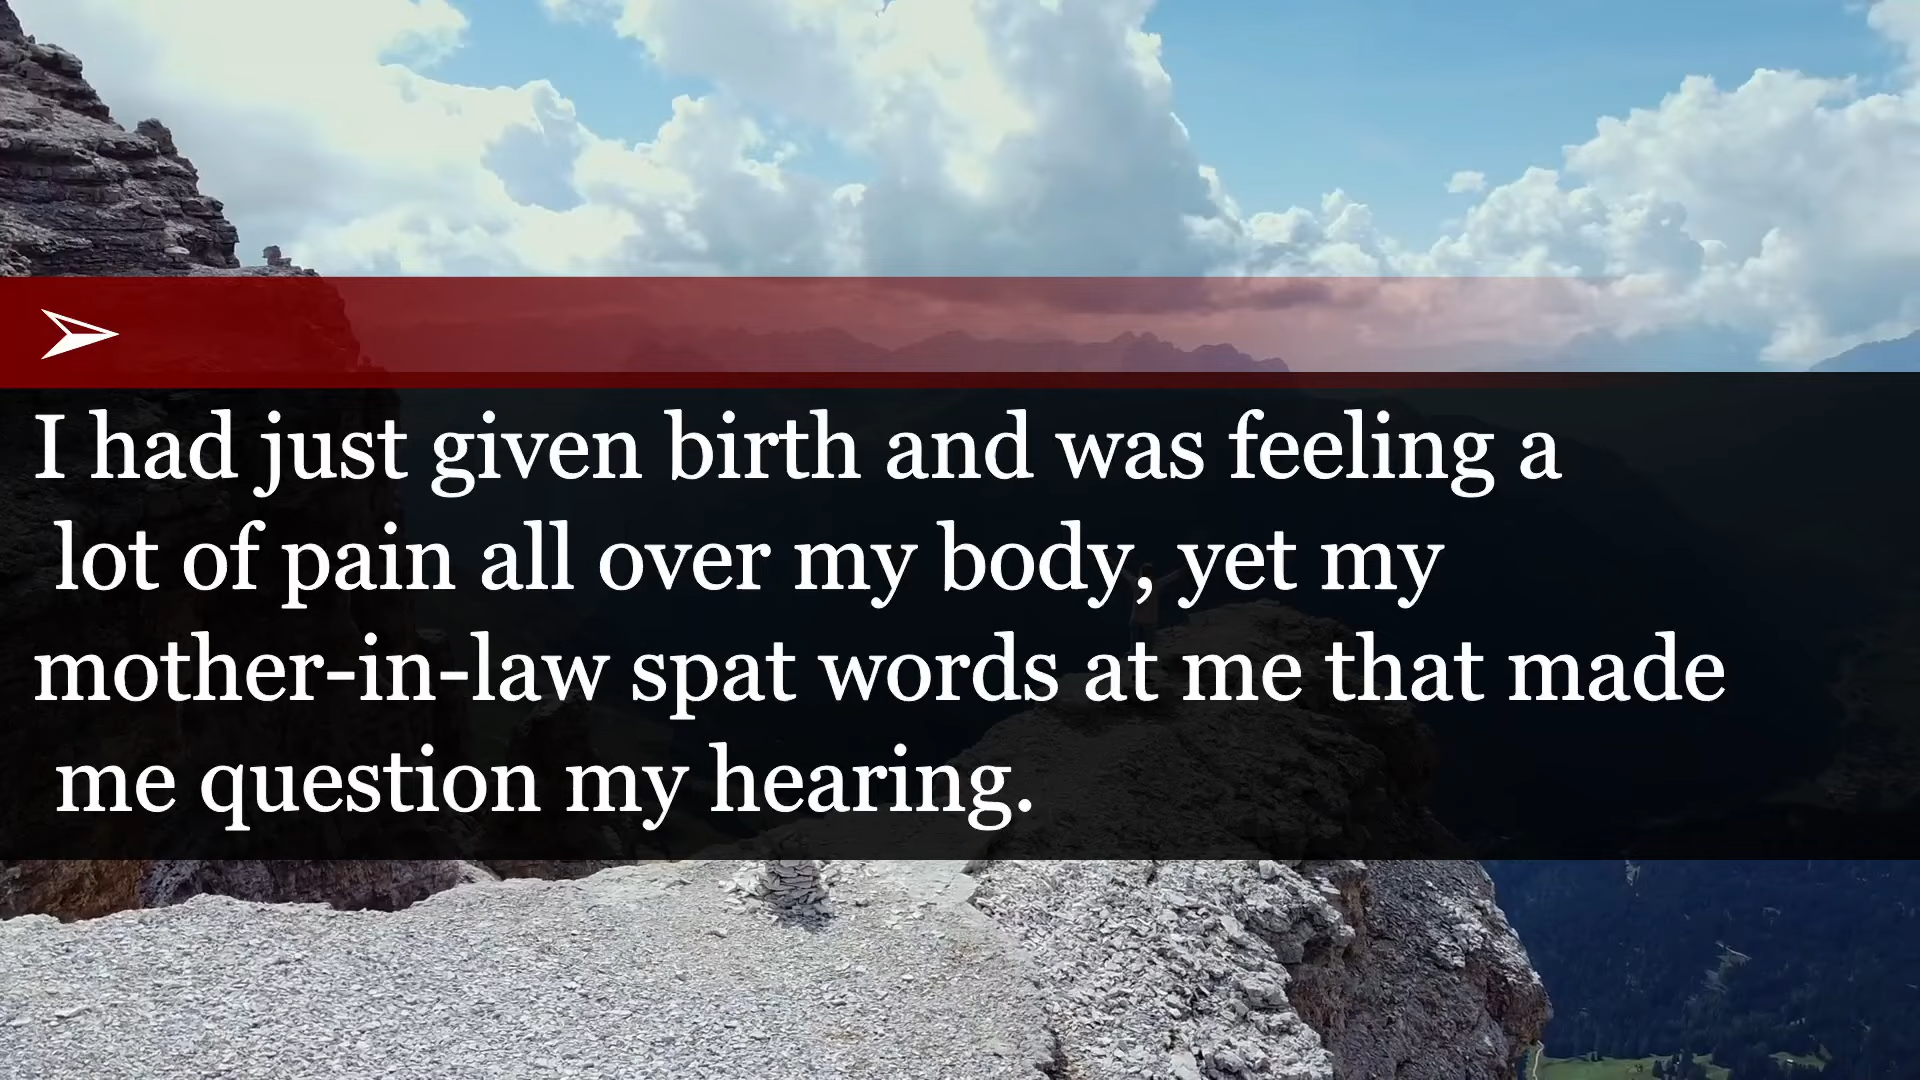 I had just given birth and was feeling a
lot of pain all over my body, yet my
mother-in-law spat words at me that made
me question my hearing.